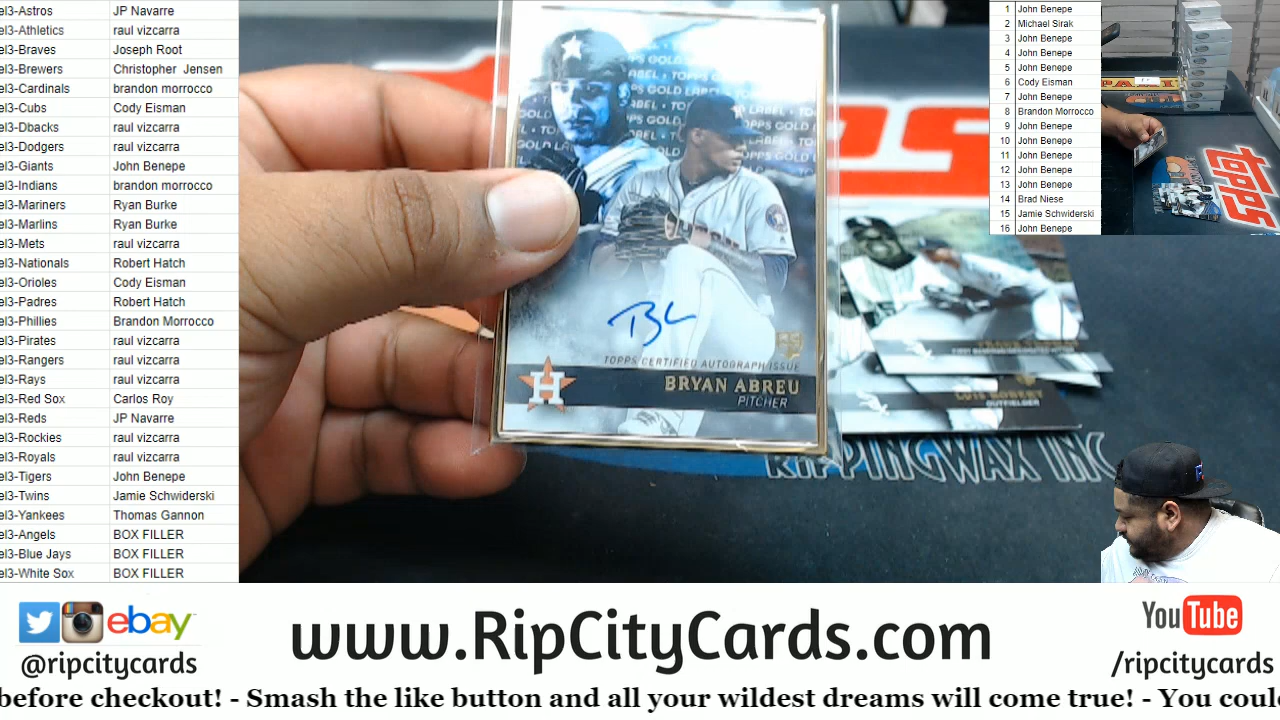 el3-Astros JP Navarre
el3-Athletics raul vizcarra
el3-Braves Joseph Root
el3-Brewers Christopher Jensen
el3-Cardinals brandon morrocco
el3-Cubs Cody Eisman
el3-Dbacks raul vizcarra
el3-Dodgers raul vizcarra
el3-Giants John Benepe
el3-Indians brandon morrocco
el3-Mariners Ryan Burke
el3-Marlins Ryan Burke
el3-Mets raul vizcarra
el3-Nationals Robert Hatch
el3-Orioles Cody Eisman
el3-Padres Robert Hatch
el3-Phillies Brandon Morrocco
el3-Pirates raul vizcarra
el3-Rangers raul vizcarra
el3-Rays raul vizcarra
el3-Red Sox Carlos Roy
el3-Reds JP Navarre
el3-Rockies raul vizcarra
el3-Royals raul vizcarra
el3-Tigers John Benepe
el3-Twins Jamie Schwiderski
el3-Yankees Thomas Gannon
el3-Angels BOX FILLER
el3-Blue Jays BOX FILLER
el3-White Sox BOX FILLER
TOPPS GOLD LABEL
TOPPS CERTIFIED AUTOGRAPH ISSUE
BRYAN ABREU
PITCHER
H
LUIS ROBERT
OUTFIELDER
RIPPINGWAX INC
1 John Benepe
2 Michael Sirak
3 John Benepe
4 John Benepe
5 John Benepe
6 Cody Eisman
7 John Benepe
8 Brandon Morrocco
9 John Benepe
10 John Benepe
11 John Benepe
12 John Benepe
13 John Benepe
14 Brad Niese
15 Jamie Schwiderski
16 John Benepe
topps
ebay
@ripcitycards
www.RipCityCards.com
YouTube
/ripcitycards
before checkout! - Smash the like button and all your wildest dreams will come true! - You could